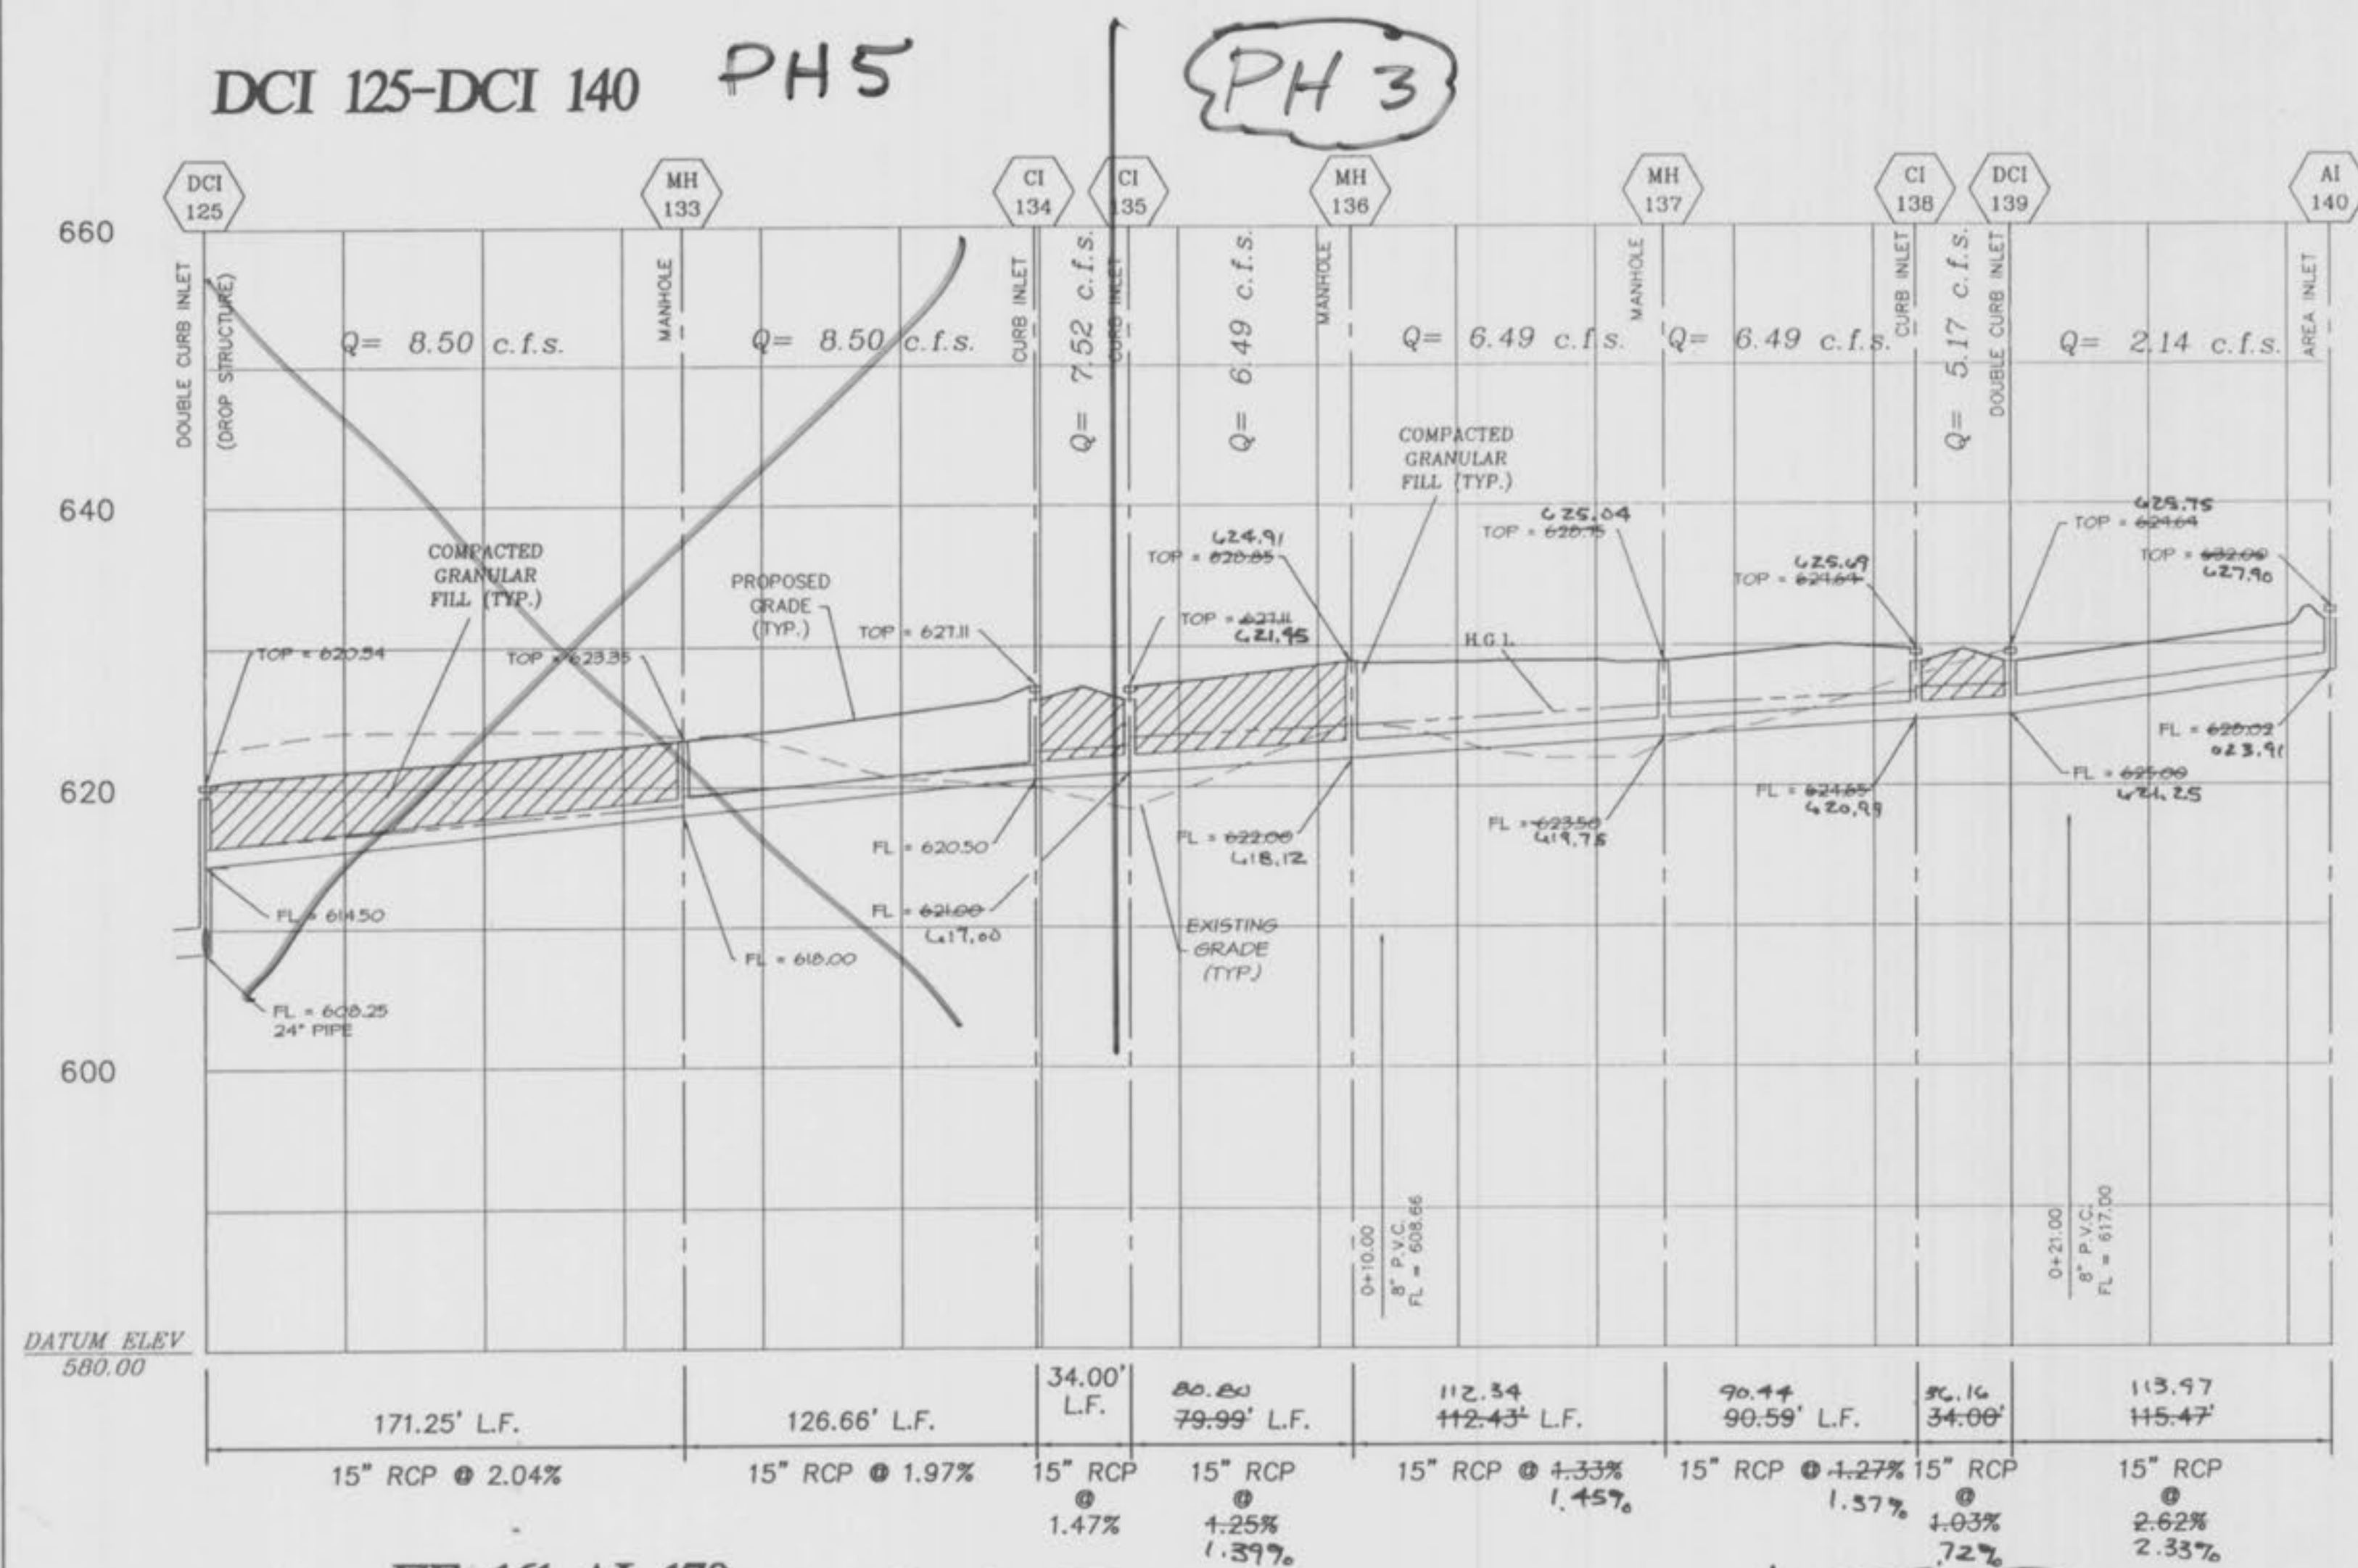 DCI 125-DCI 140 PH 5
PH 3
DCI
125
MH
133
CI
134
CI
135
MH
136
MH
137
CI
138
DCI
139
AI
140
660
640
620
600
DATUM ELEV
580.00
DOUBLE CURB INLET
(DROP STRUCTURE)
Q= 8.50 c.f.s.
MANHOLE
Q= 8.50 c.f.s.
CURB INLET
Q= 7.52 c.f.s.
CURB INLET
Q= 6.49 c.f.s.
MANHOLE
Q= 6.49 c.f.s.
MANHOLE
Q= 6.49 c.f.s.
CURB INLET
Q= 5.17 c.f.s.
DOUBLE CURB INLET
Q= 2.14 c.f.s.
AREA INLET
COMPACTED
GRANULAR
FILL (TYP.)
TOP = 620.54
TOP = 623.35
PROPOSED
GRADE
(TYP.)
TOP = 627.11
624.91
TOP = 628.85
TOP = 627.11
621.95
COMPACTED
GRANULAR
FILL (TYP.)
625.04
TOP = 628.75
H.G.L.
625.69
TOP = 629.64
625.75
TOP = 629.64
TOP = 632.00
627.90
FL = 614.50
FL = 608.25
24" PIPE
FL = 618.00
FL = 620.50
FL = 621.00
617.00
FL = 622.00
618.12
EXISTING
GRADE
(TYP.)
FL = 623.50
619.75
FL = 624.65
620.99
FL = 625.00
621.25
FL = 628.02
623.91
0+10.00
8" P.V.C.
FL = 608.66
0+21.00
8" P.V.C.
FL = 617.00
171.25' L.F.
15" RCP @ 2.04%
126.66' L.F.
15" RCP @ 1.97%
34.00'
L.F.
15" RCP
@
1.47%
80.80
79.99' L.F.
15" RCP
@
1.25%
1.39%
112.34
112.43' L.F.
15" RCP @ 1.33%
1.45%
90.44
90.59' L.F.
15" RCP @ 1.27%
1.37%
36.16
34.00'
15" RCP
@
1.03%
.72%
113.97
115.47'
15" RCP
@
2.62%
2.33%